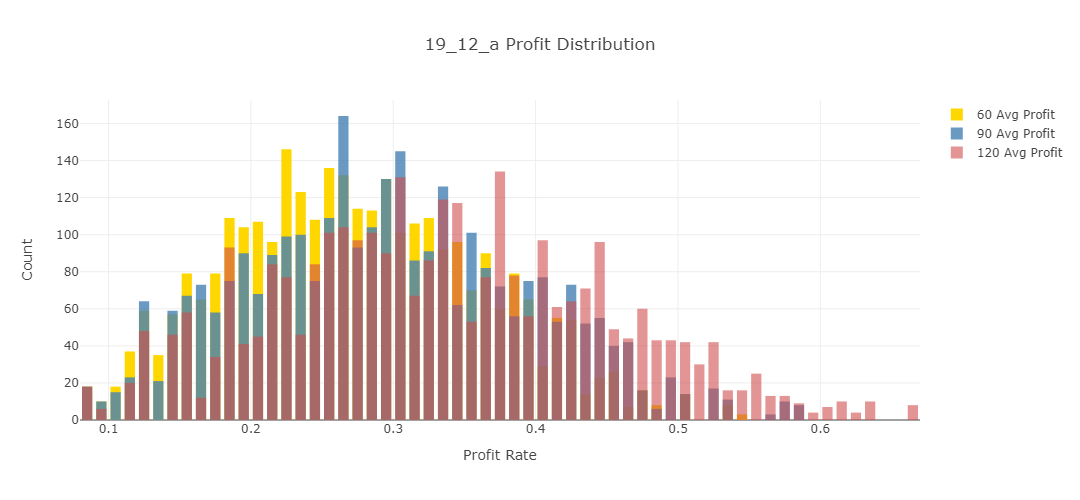 19_12_a Profit Distribution
60 Avg Profit
90 Avg Profit
120 Avg Profit
Count
160
140
120
100
80
60
40
20
0
0.1 0.2 0.3 0.4 0.5 0.6
Profit Rate